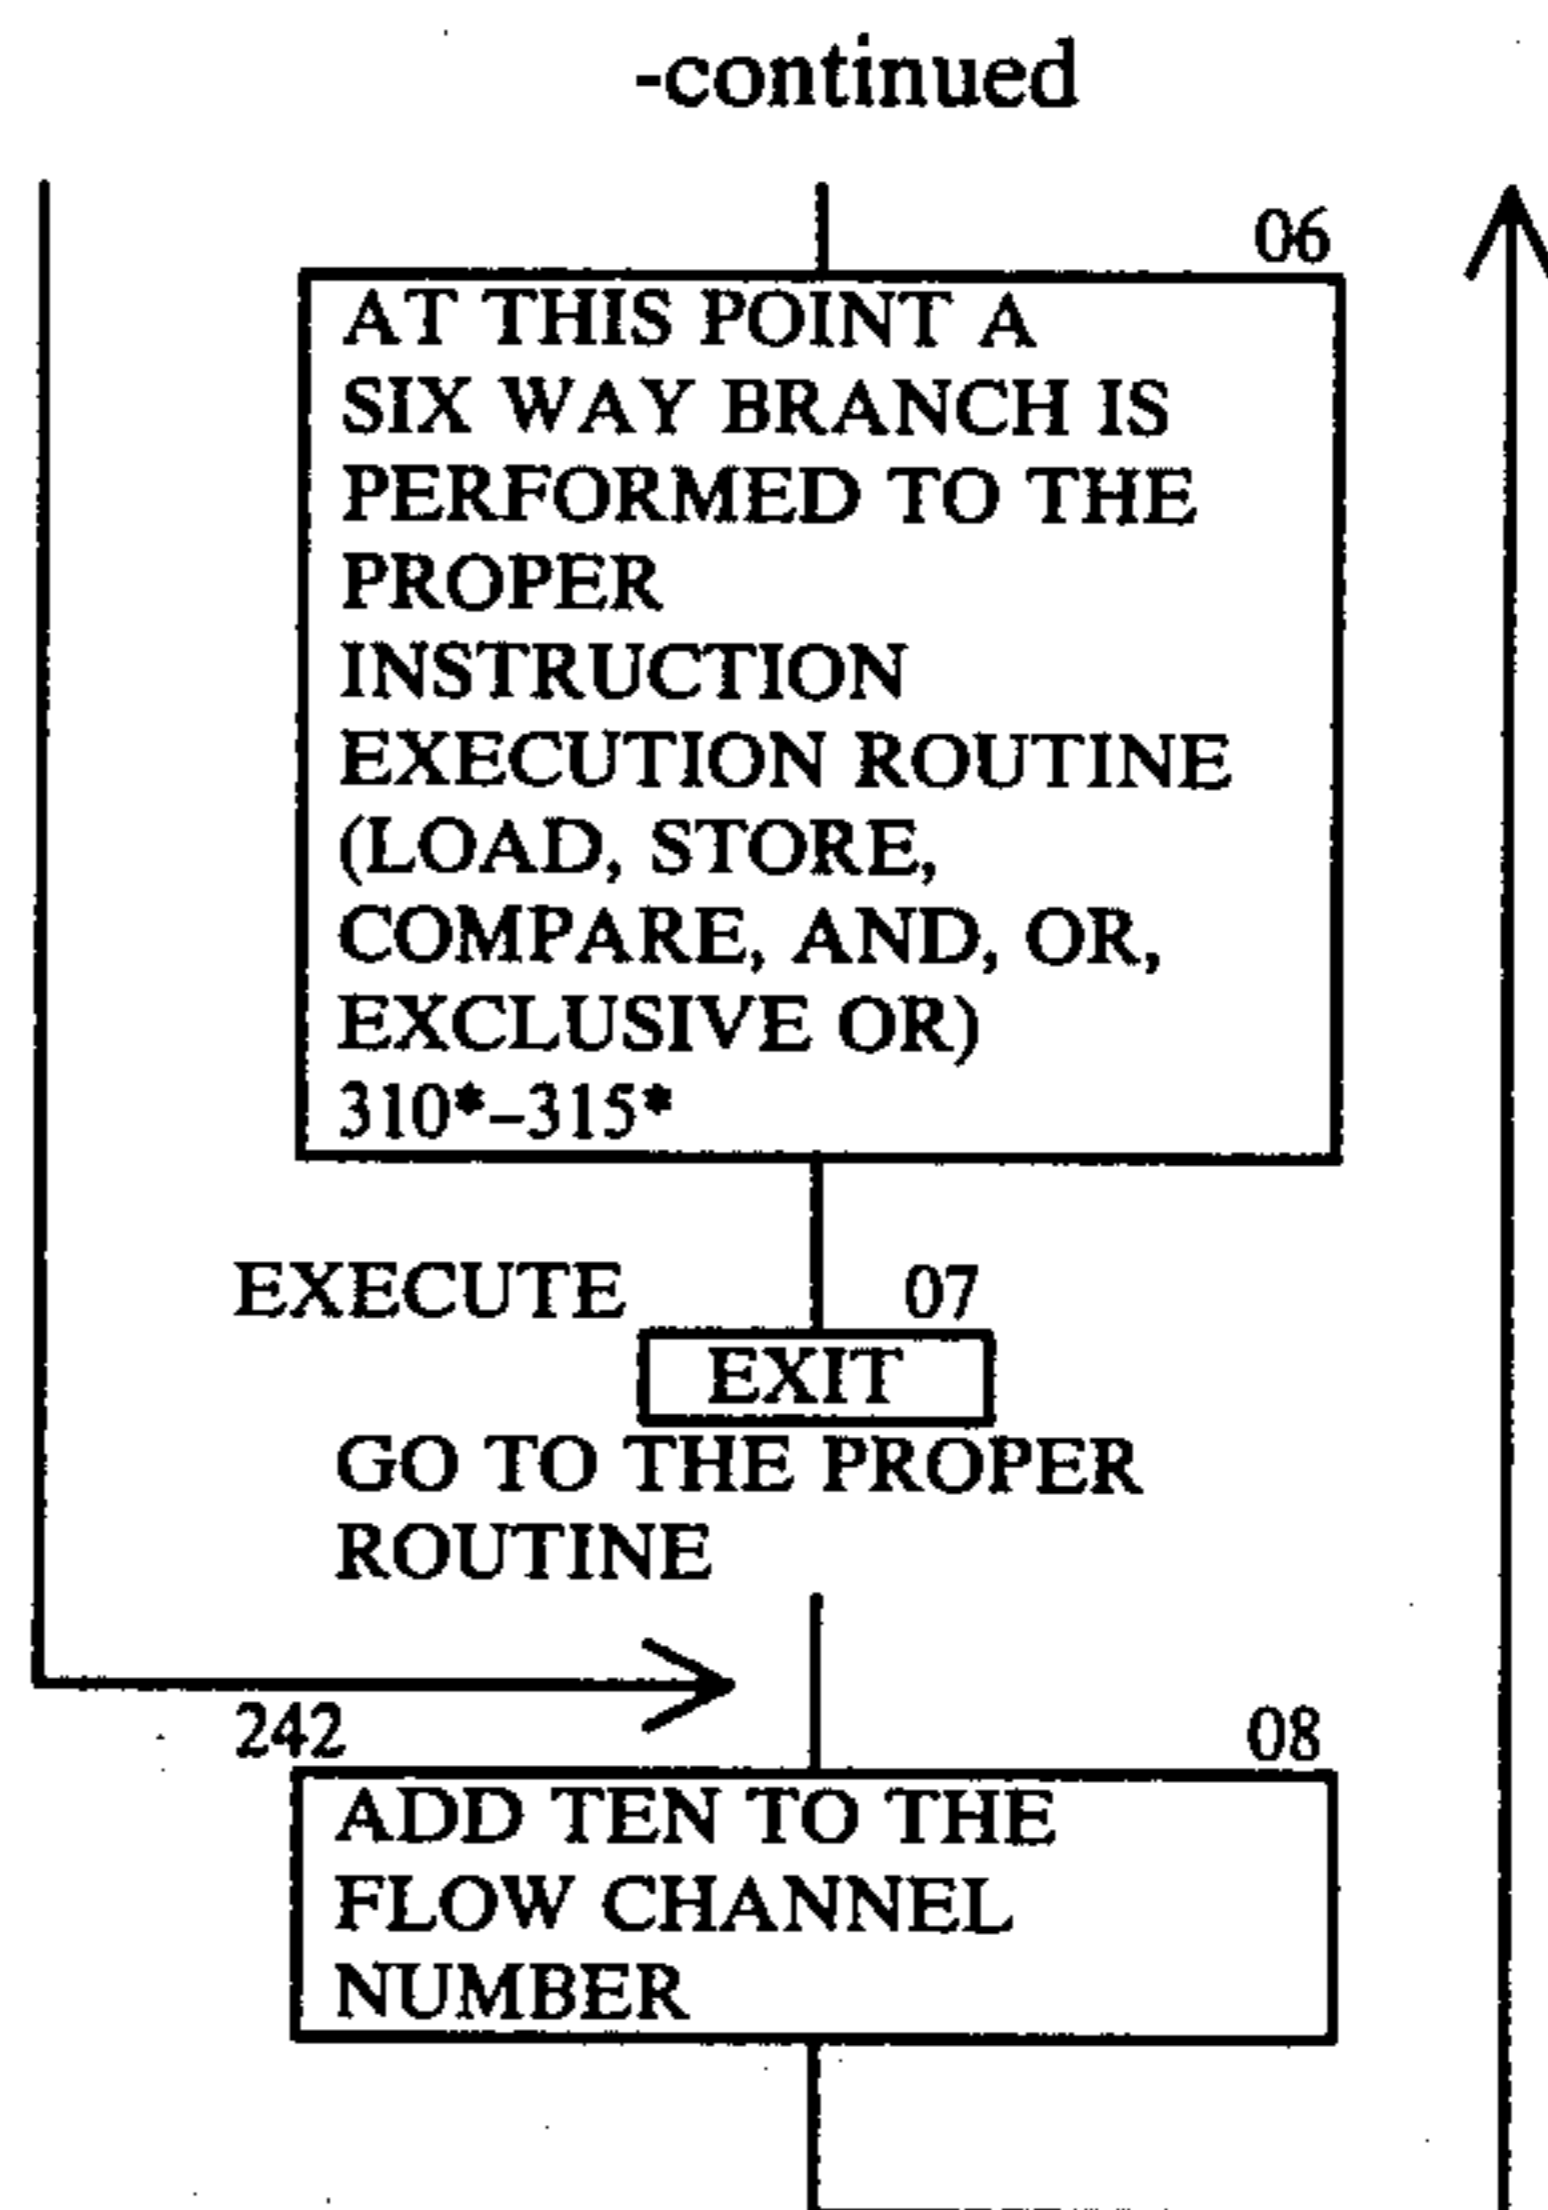 -continued
06
AT THIS POINT A
SIX WAY BRANCH IS
PERFORMED TO THE
PROPER
INSTRUCTION
EXECUTION ROUTINE
(LOAD, STORE,
COMPARE, AND, OR,
EXCLUSIVE OR)
310*–315*
EXECUTE 07
EXIT
GO TO THE PROPER
ROUTINE
242 08
ADD TEN TO THE
FLOW CHANNEL
NUMBER